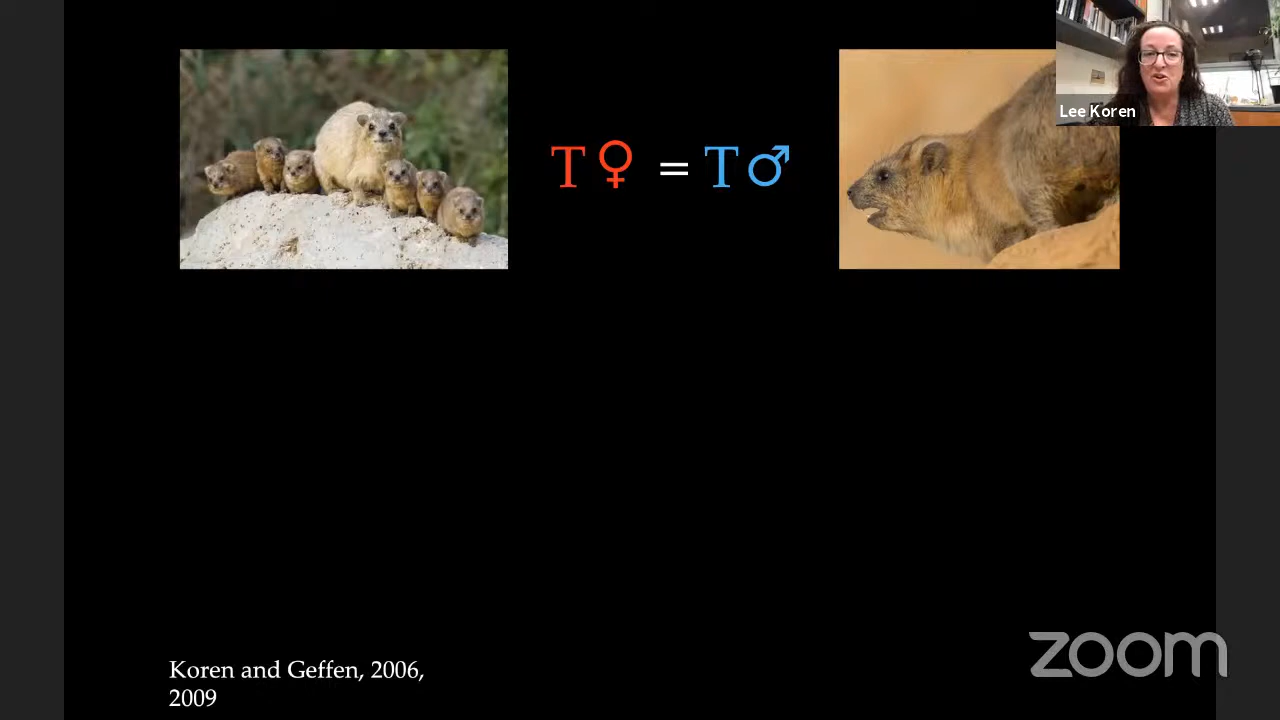 Lee Koren
T♀ = T♂
Koren and Geffen, 2006,
2009
zoom